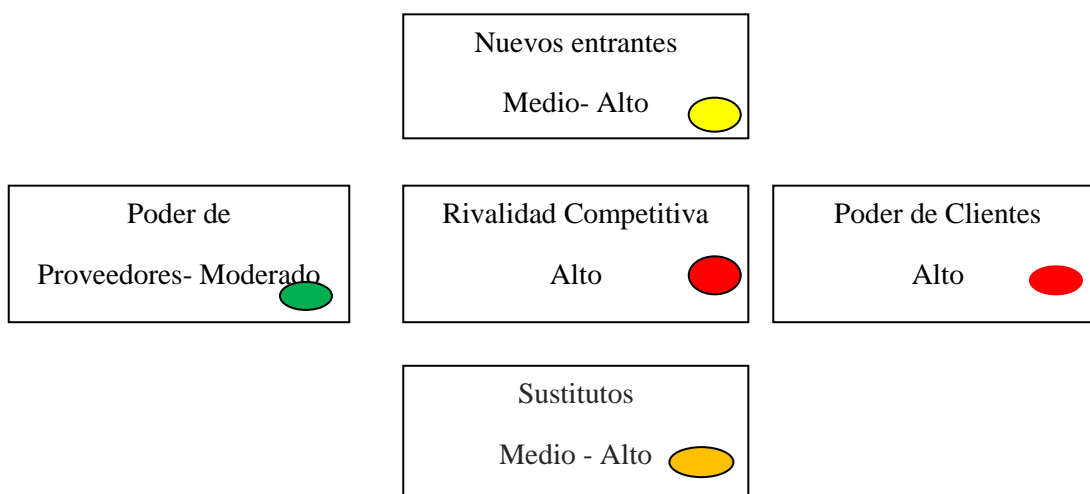 Nuevos entrantes
Medio- Alto
Poder de
Proveedores- Moderado
Rivalidad Competitiva
Alto
Poder de Clientes
Alto
Sustitutos
Medio - Alto